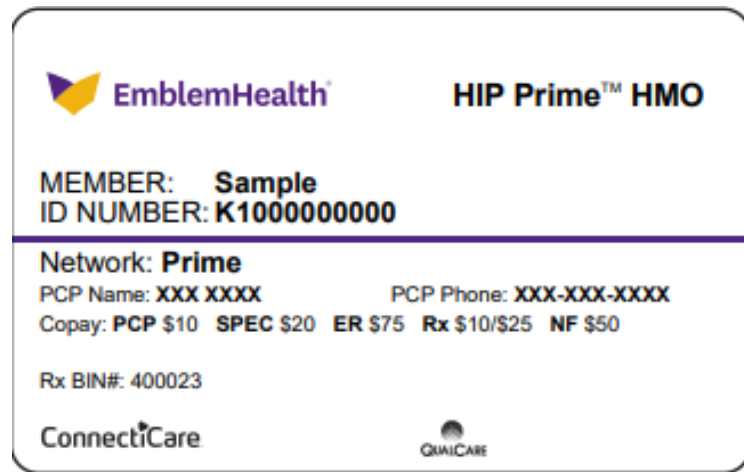 EmblemHealth® HIP Prime™ HMO
MEMBER: Sample
ID NUMBER: K1000000000
Network: Prime
PCP Name: XXX XXXX PCP Phone: XXX-XXX-XXXX
Copay: PCP $10 SPEC $20 ER $75 Rx $10/$25 NF $50
Rx BIN#: 400023
ConnectiCare QUALCARE